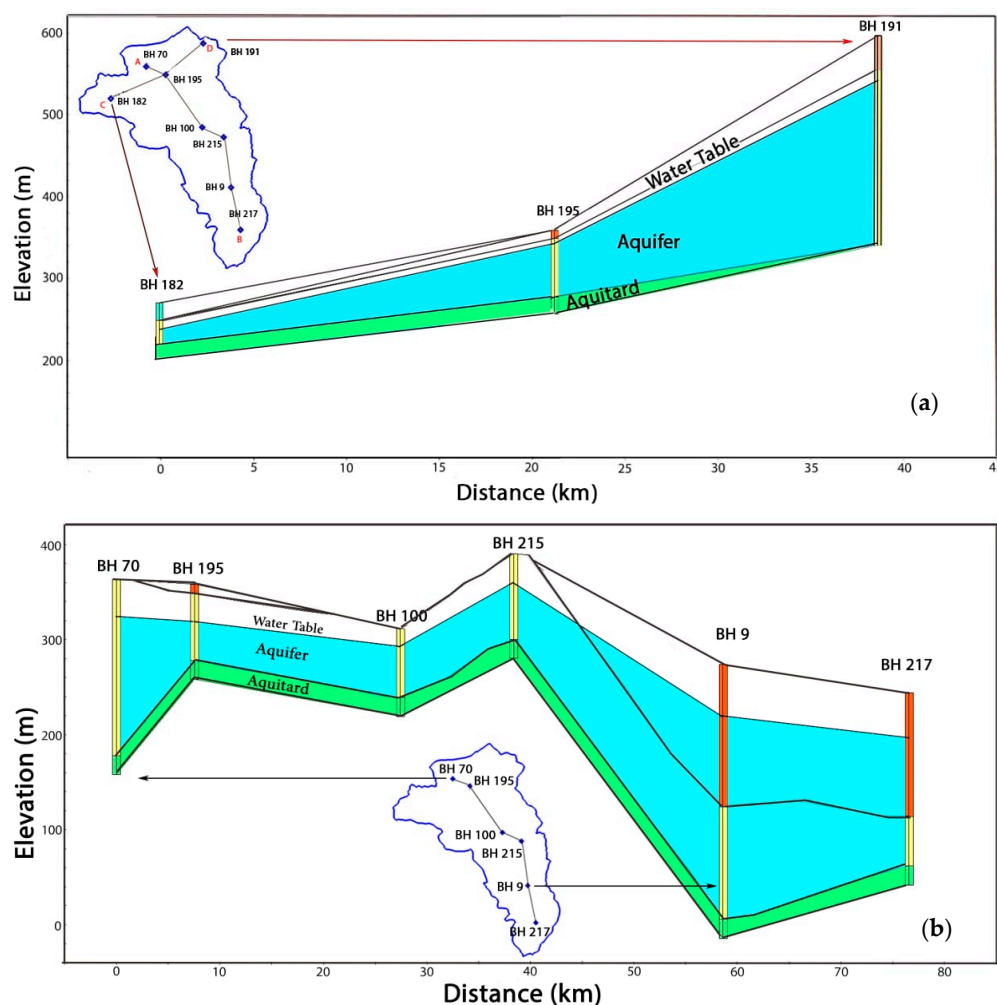 600
500
400
300
200
Elevation (m)
BH 70
A
D
BH 191
BH 195
C
BH 182
BH 100
BH 215
BH 9
BH 217
B
BH 191
BH 195
BH 182
Water Table
Aquifer
Aquitard
(a)
0 5 10 15 20 25 30 35 40 4
Distance (km)
400
300
200
100
0
Elevation (m)
BH 70
BH 195
BH 100
BH 215
BH 9
BH 217
Water Table
Aquifer
Aquitard
BH 70
BH 195
BH 100
BH 215
BH 9
BH 217
(b)
0 10 20 30 40 50 60 70 80
Distance (km)